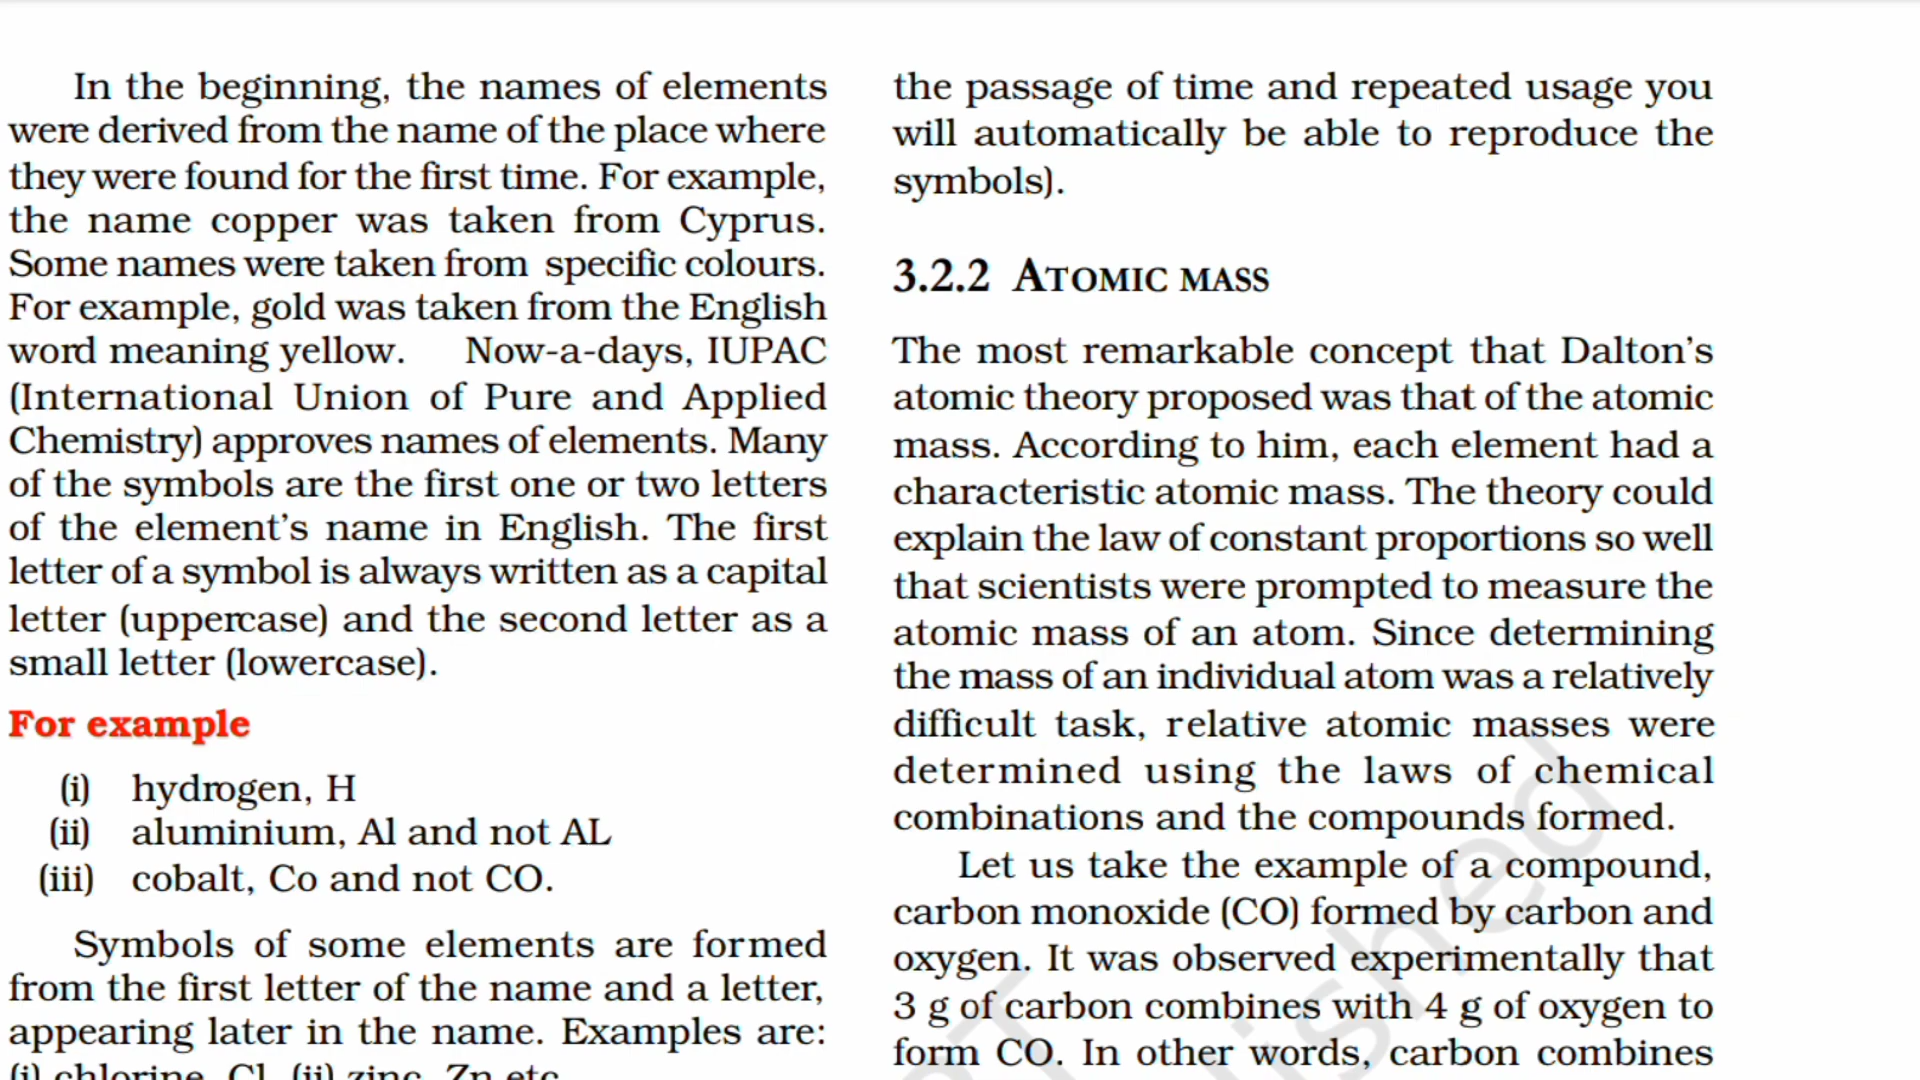 In the beginning, the names of elements
were derived from the name of the place where
they were found for the first time. For example,
the name copper was taken from Cyprus.
Some names were taken from specific colours.
For example, gold was taken from the English
word meaning yellow. Now-a-days, IUPAC
(International Union of Pure and Applied
Chemistry) approves names of elements. Many
of the symbols are the first one or two letters
of the element's name in English. The first
letter of a symbol is always written as a capital
letter (uppercase) and the second letter as a
small letter (lowercase).
For example
(i) hydrogen, H
(ii) aluminium, Al and not AL
(iii) cobalt, Co and not CO.
Symbols of some elements are formed
from the first letter of the name and a letter,
appearing later in the name. Examples are:
(i) chlorine, Cl, (ii) zinc, Zn etc.
the passage of time and repeated usage you
will automatically be able to reproduce the
symbols).
3.2.2 ATOMIC MASS
The most remarkable concept that Dalton's
atomic theory proposed was that of the atomic
mass. According to him, each element had a
characteristic atomic mass. The theory could
explain the law of constant proportions so well
that scientists were prompted to measure the
atomic mass of an atom. Since determining
the mass of an individual atom was a relatively
difficult task, relative atomic masses were
determined using the laws of chemical
combinations and the compounds formed.
Let us take the example of a compound,
carbon monoxide (CO) formed by carbon and
oxygen. It was observed experimentally that
3 g of carbon combines with 4 g of oxygen to
form CO. In other words, carbon combines